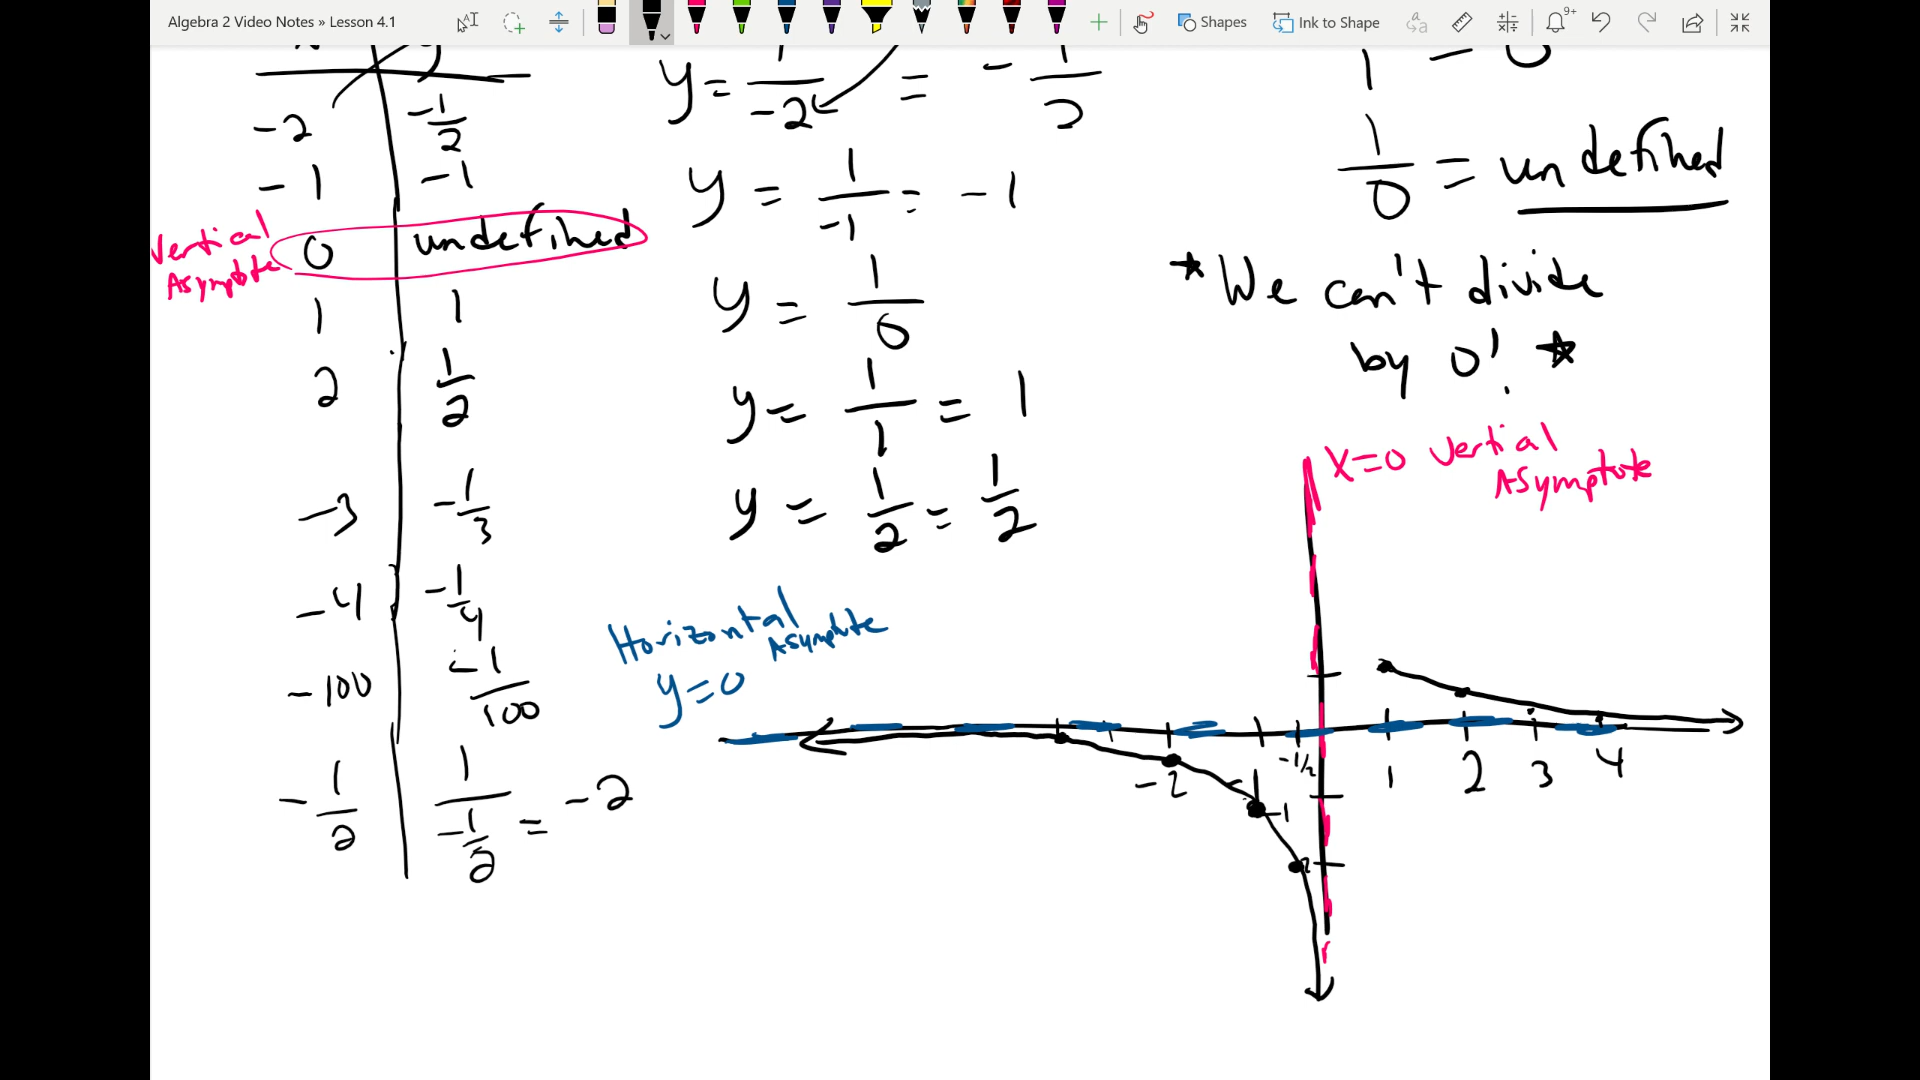 Algebra 2 Video Notes » Lesson 4.1
Shapes
Ink to Shape
9+
-2 | -1/2
-1 | -1
0 | undefined
1 | 1
2 | 1/2
-3 | -1/3
-4 | -1/4
-100 | -1/100
-1/2 | 1/(-1/2) = -2
Vertical
Asymptote
y = 1/-2 = -1/2
y = 1/-1 = -1
y = 1/0
y = 1/1 = 1
y = 1/2 = 1/2
1/0 = undefined
*We can't divide
by 0! *
x=0 Vertial
Asymptote
Horizontal
Asymptote
y=0
-2 -1 -1/2 1 2 3 4
-1